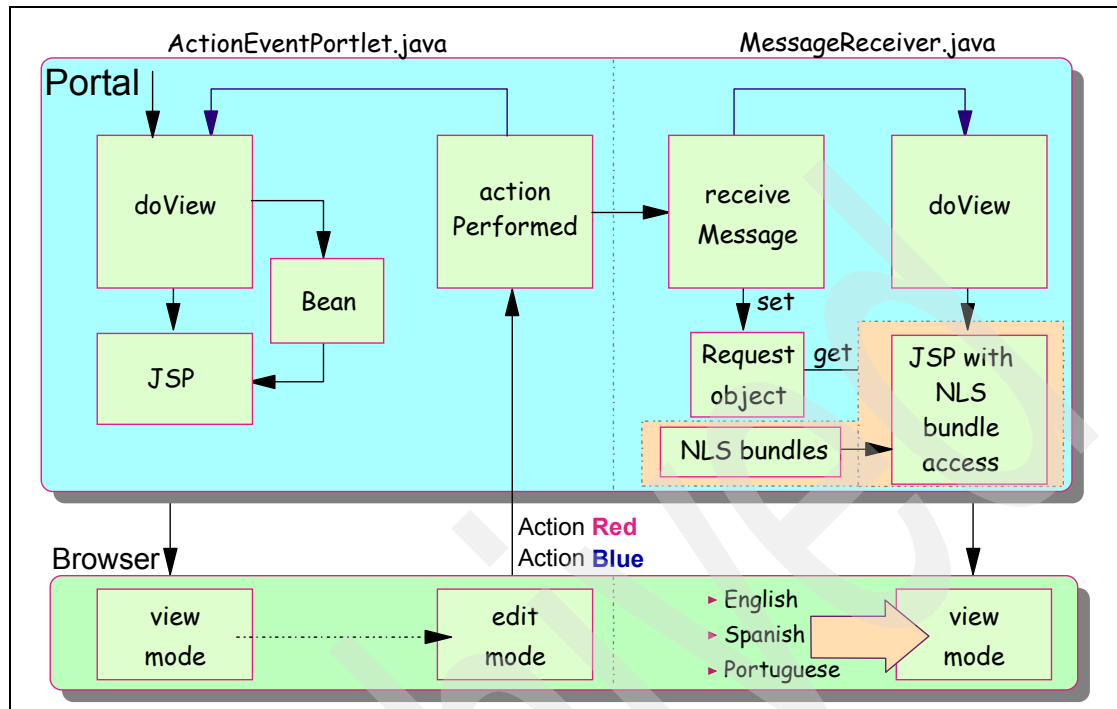 ActionEventPortlet.java
MessageReceiver.java
Portal
doView
action
Performed
receive
Message
doView
Bean
set
JSP
Request
object
get
JSP with
NLS
bundle
access
NLS bundles
Action Red
Action Blue
Browser
view
mode
edit
mode
► English
► Spanish
► Portuguese
view
mode